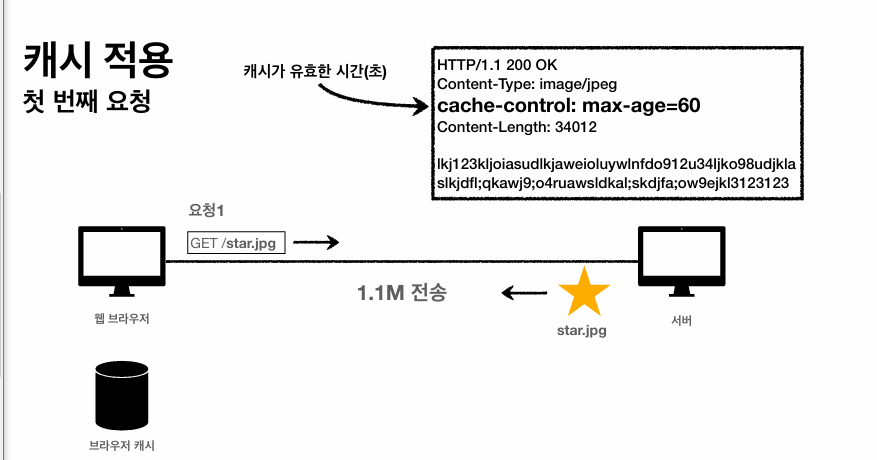 캐시 적용
첫 번째 요청
캐시가 유효한 시간(초)
HTTP/1.1 200 OK
Content-Type: image/jpeg
cache-control: max-age=60
Content-Length: 34012
lkj123kljoiasudlkjaweioluywlnfdo912u34ljko98udjkla
slkjdfl;qkawj9;o4ruawsldkal;skdjfa;ow9ejkl3123123
요청1
GET /star.jpg
1.1M 전송
star.jpg
웹 브라우저
서버
브라우저 캐시